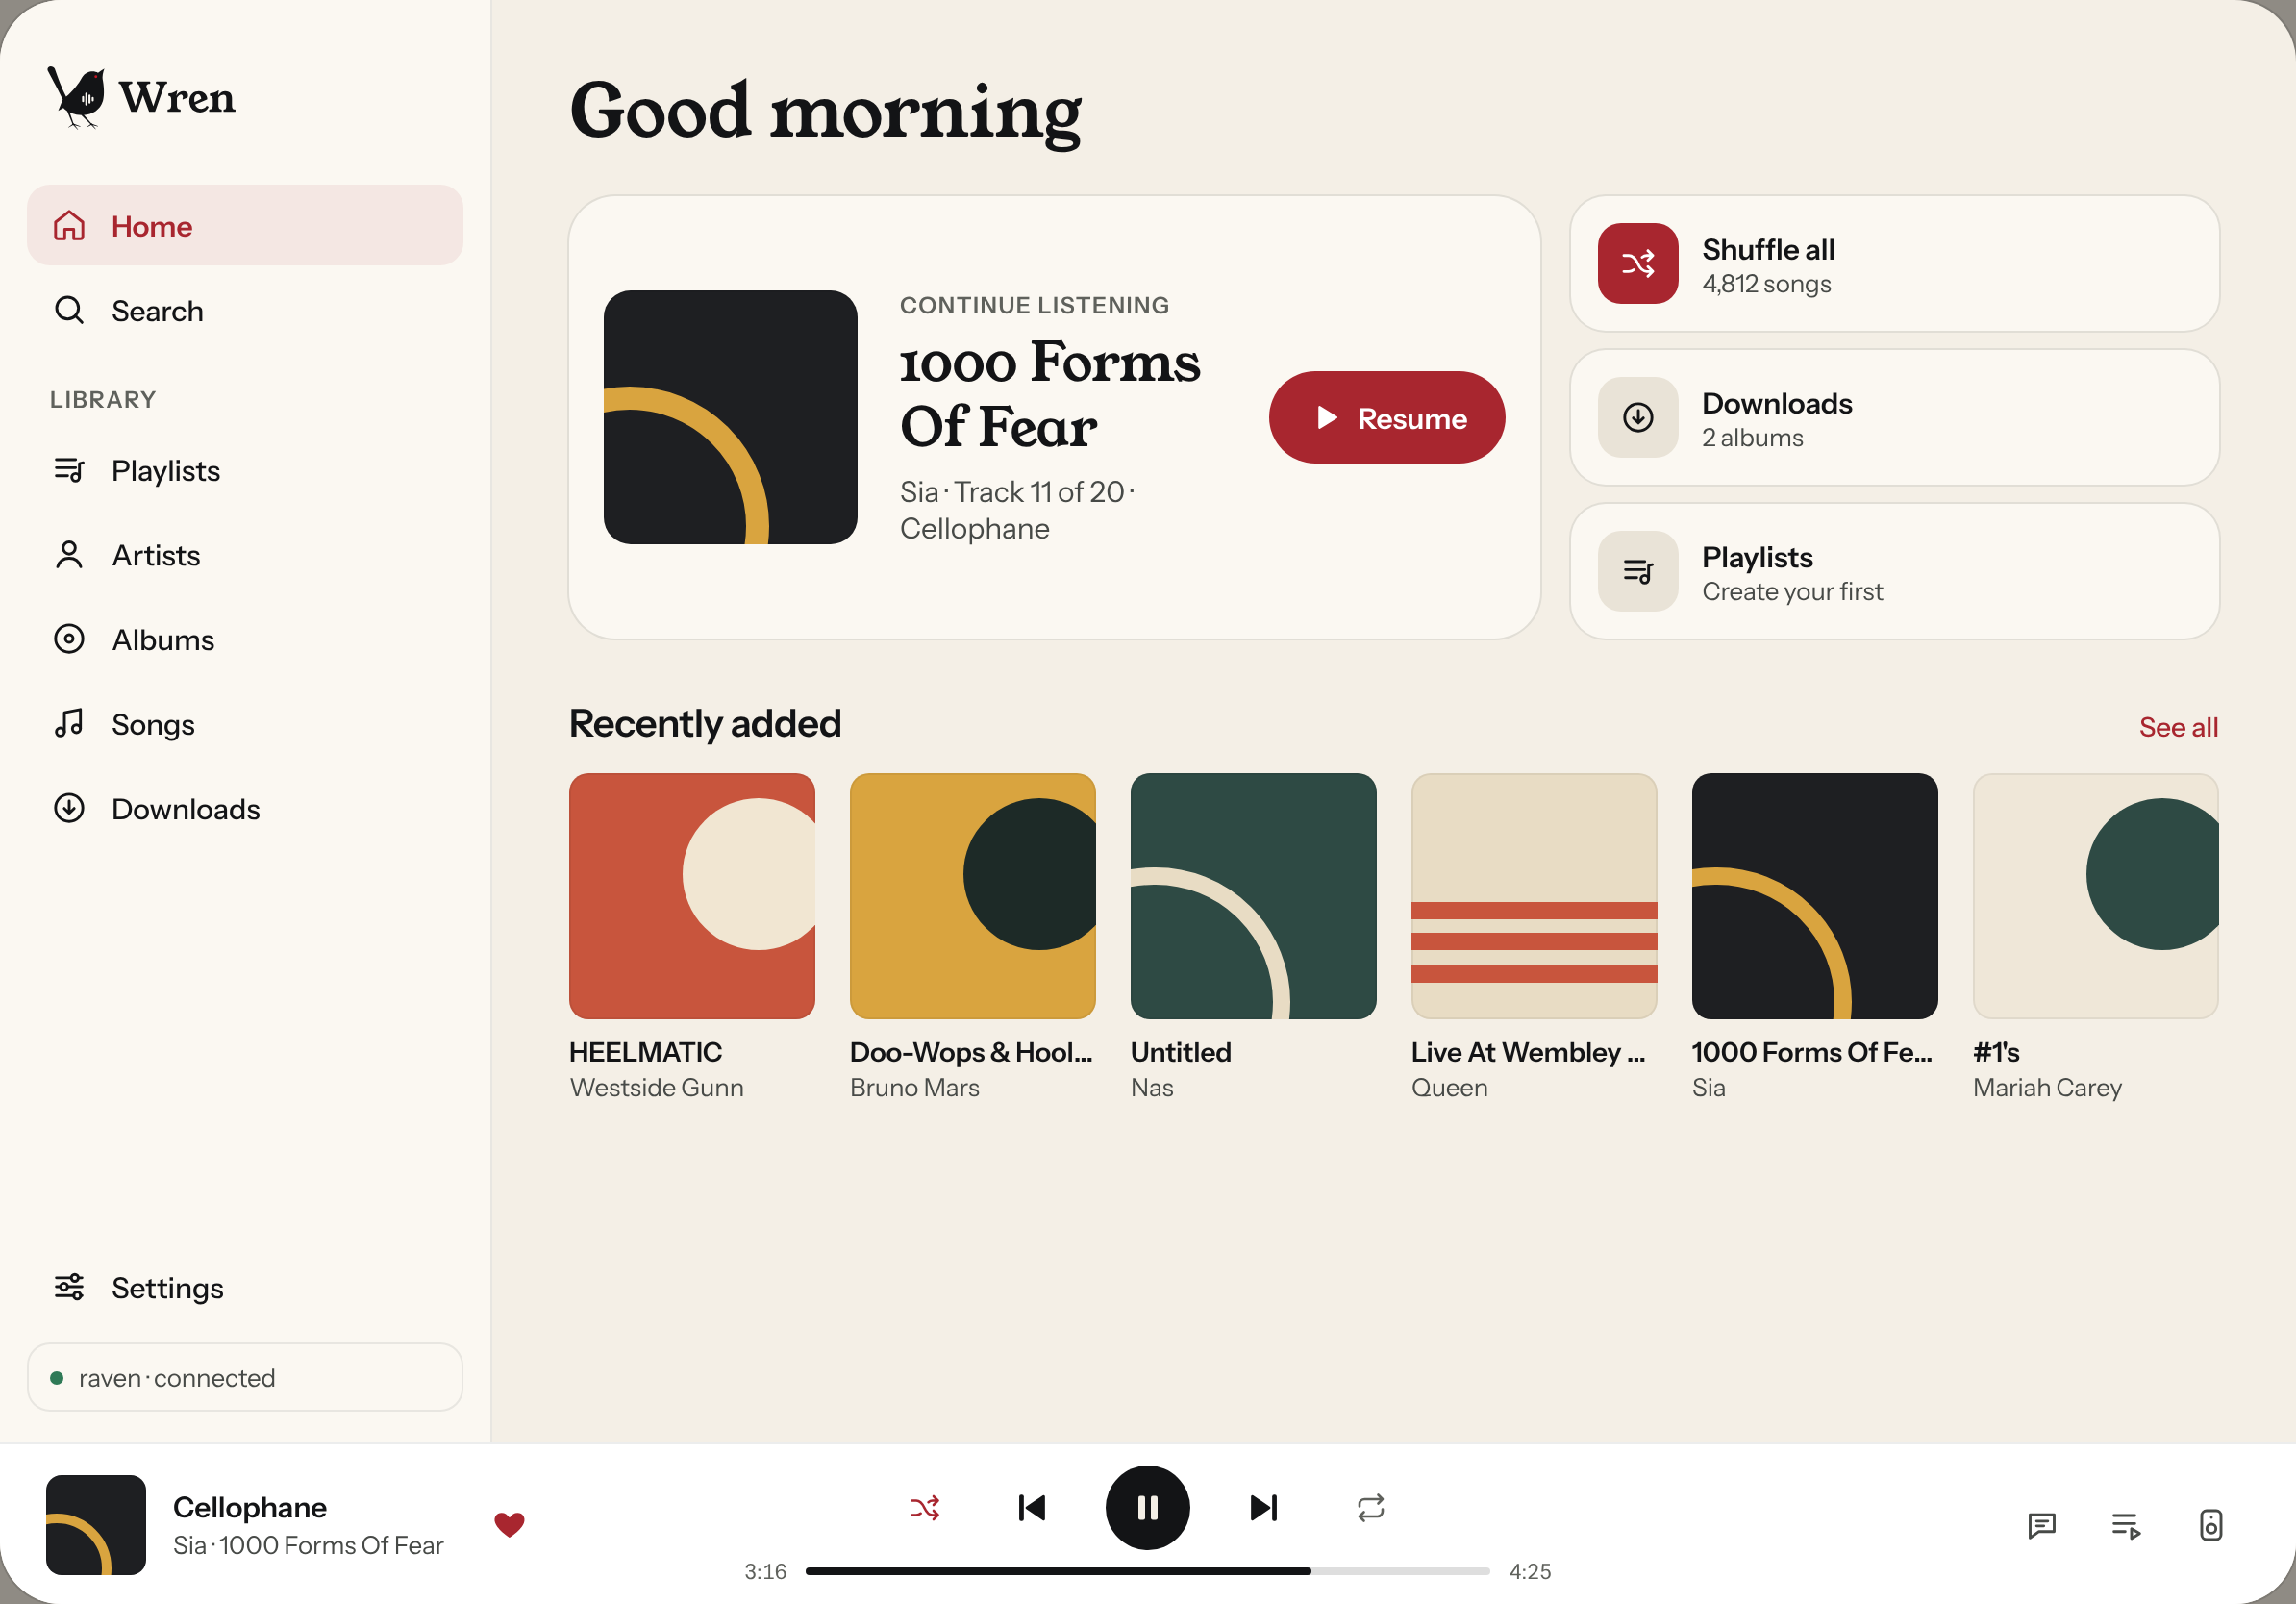 Wren
Home
Search
LIBRARY
Playlists
Artists
Albums
Songs
Downloads
Settings
raven · connected
Good morning
CONTINUE LISTENING
1000 Forms
Of Fear
Sia · Track 11 of 20 ·
Cellophane
Resume
Shuffle all
4,812 songs
Downloads
2 albums
Playlists
Create your first
Recently added
See all
HEELMATIC
Westside Gunn
Doo-Wops & Hool...
Bruno Mars
Untitled
Nas
Live At Wembley ...
Queen
1000 Forms Of Fe...
Sia
#1's
Mariah Carey
Cellophane
Sia · 1000 Forms Of Fear
3:16
4:25